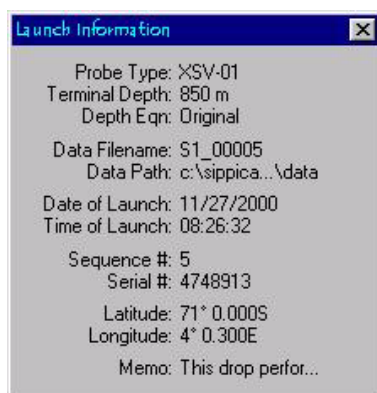 Launch Information
Probe Type: XSV-01
Terminal Depth: 850 m
Depth Eqn: Original
Data Filename: S1_00005
Data Path: c:\sippica...\data
Date of Launch: 11/27/2000
Time of Launch: 08:26:32
Sequence #: 5
Serial #: 4748913
Latitude: 71° 0.000S
Longitude: 4° 0.300E
Memo: This drop perfor...